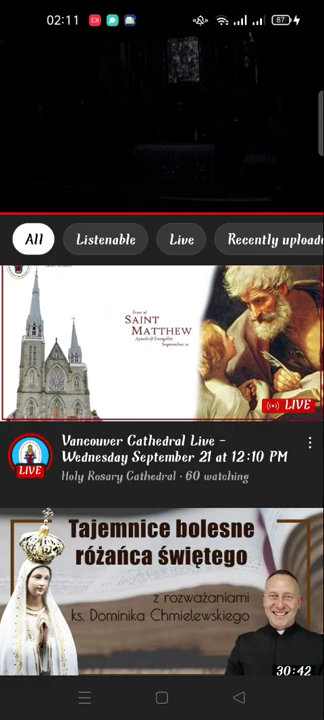 02:11
87
All
Listenable
Live
Recently uploade
Feast of
SAINT
MATTHEW
Apostle & Evangelist
September 21
LIVE
Vancouver Cathedral Live -
Wednesday September 21 at 12:10 PM
Holy Rosary Cathedral · 60 watching
LIVE
Tajemnice bolesne
różańca świętego
z rozważaniami
ks. Dominika Chmielewskiego
30:42